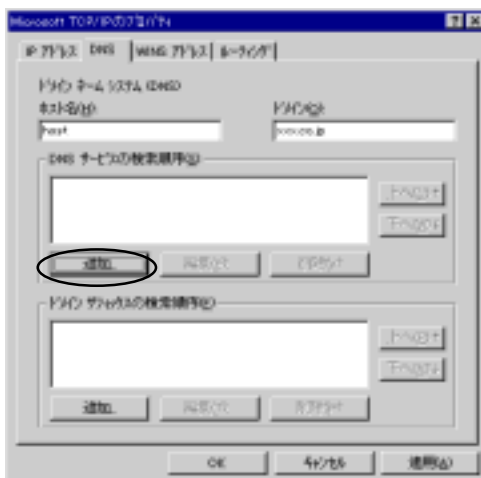 Microsoft TCP/IPのプロパティ
IP アドレス DNS WINS アドレス ルーティング
ドメイン ネーム システム (DNS)
ホスト名(H): ドメイン(O):
host xxx.co.jp
DNS サービスの検索順序(S)
上へ(U)↑
下へ(W)↓
追加... 編集(E)... 削除(V)
ドメイン サフィックスの検索順序(F)
上へ(P)↑
下へ(N)↓
追加... 編集(I)... 削除(M)
OK キャンセル 適用(A)